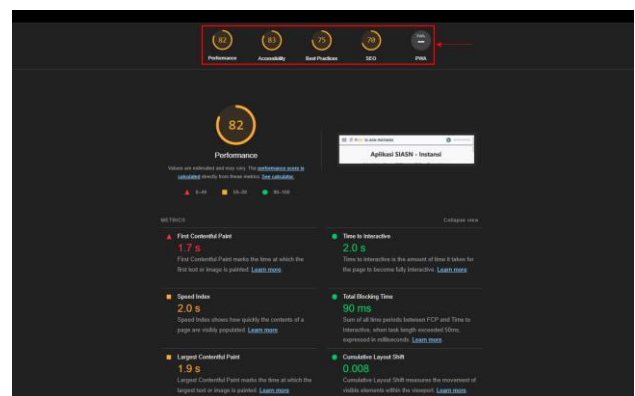 82
83
75
70
PWA
Performance
Accessibility
Best Practices
SEO
PWA
82
Performance
Values are estimated and may vary. The performance score is
calculated directly from these metrics. See calculator.
0–49
50–89
90–100
SIASN INSTANSI
Aplikasi SIASN - Instansi
METRICS
Collapse view
First Contentful Paint
1.7 s
First Contentful Paint marks the time at which the
first text or image is painted. Learn more.
Time to Interactive
2.0 s
Time to interactive is the amount of time it takes for
the page to become fully interactive. Learn more.
Speed Index
2.0 s
Speed Index shows how quickly the contents of a
page are visibly populated. Learn more.
Total Blocking Time
90 ms
Sum of all time periods between FCP and Time to
Interactive, when task length exceeded 50ms,
expressed in milliseconds. Learn more.
Largest Contentful Paint
1.9 s
Largest Contentful Paint marks the time at which the
largest text or image is painted. Learn more.
Cumulative Layout Shift
0.008
Cumulative Layout Shift measures the movement of
visible elements within the viewport. Learn more.